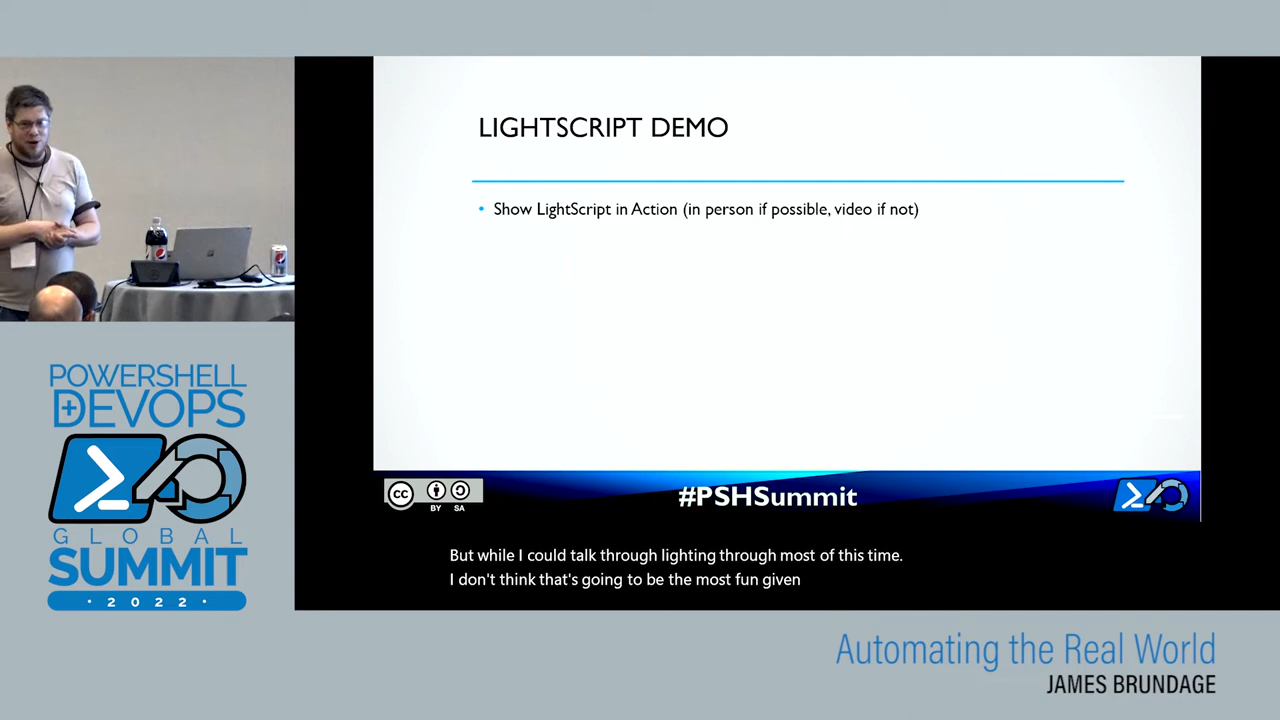 LIGHTSCRIPT DEMO
• Show LightScript in Action (in person if possible, video if not)
cc
BY SA
#PSHSummit
But while I could talk through lighting through most of this time.
I don't think that's going to be the most fun given
POWERSHELL
+ DEVOPS
GLOBAL
SUMMIT
· 2022 ·
Automating the Real World
JAMES BRUNDAGE